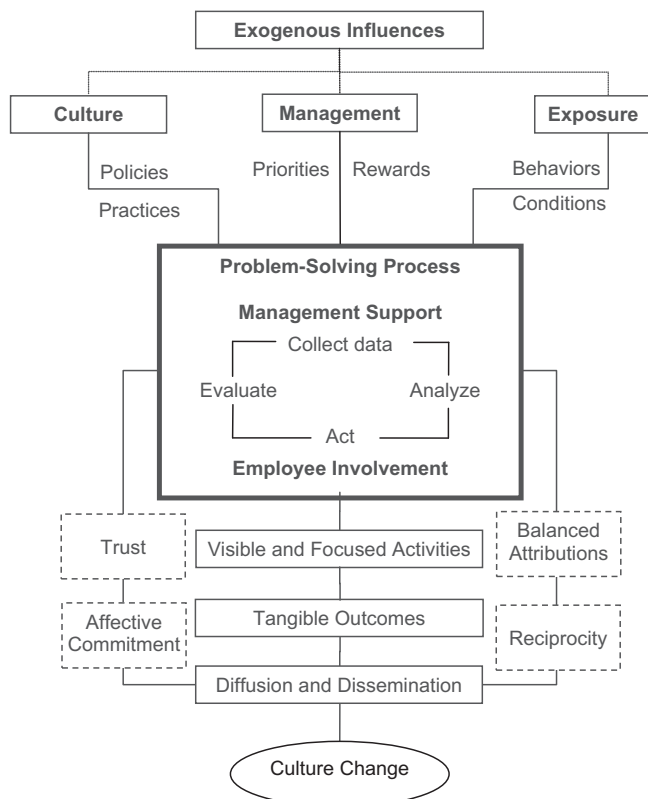 Exogenous Influences
Culture
Management
Exposure
Policies
Practices
Priorities
Rewards
Behaviors
Conditions
Problem-Solving Process
Management Support
Collect data
Evaluate
Analyze
Act
Employee Involvement
Trust
Visible and Focused Activities
Balanced
Attributions
Affective
Commitment
Tangible Outcomes
Reciprocity
Diffusion and Dissemination
Culture Change